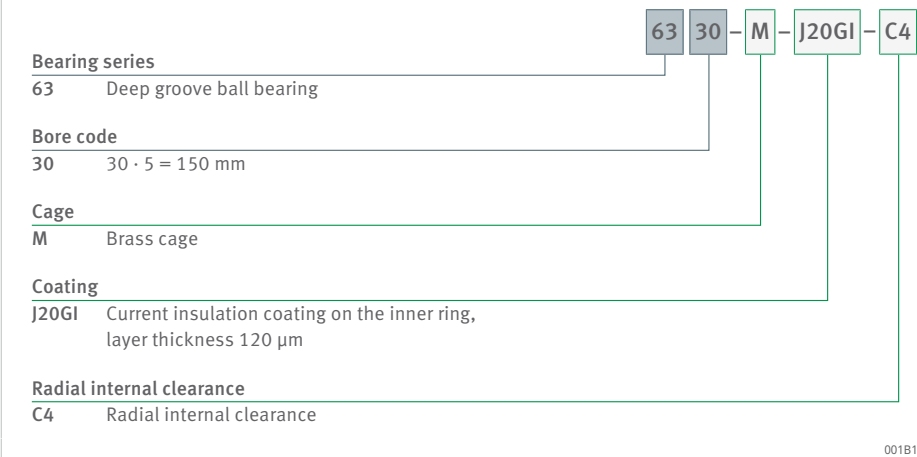 63 30 – M – J20GI – C4
Bearing series
63 Deep groove ball bearing
Bore code
30 30 · 5 = 150 mm
Cage
M Brass cage
Coating
J20GI Current insulation coating on the inner ring,
layer thickness 120 μm
Radial internal clearance
C4 Radial internal clearance
001B1